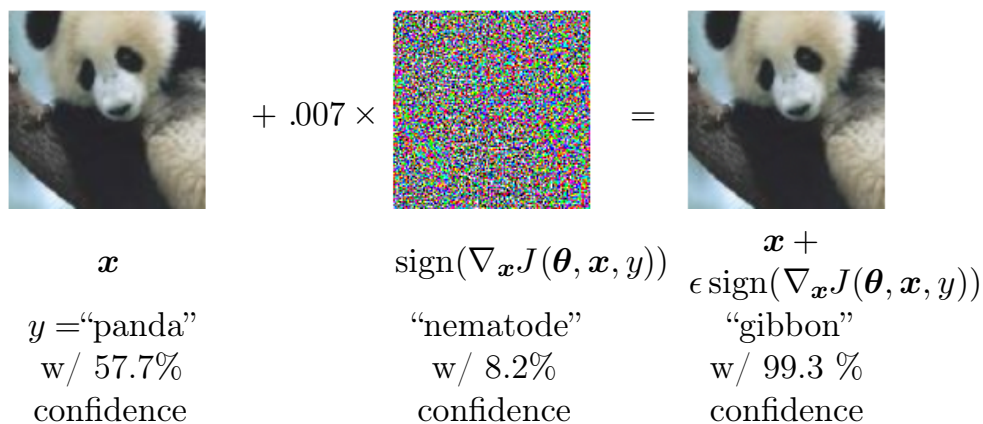 + .007 × =
x
sign(∇ₓJ(θ, x, y))
x +
ϵ sign(∇ₓJ(θ, x, y))
y =“panda”
w/ 57.7%
confidence
“nematode”
w/ 8.2%
confidence
“gibbon”
w/ 99.3 %
confidence